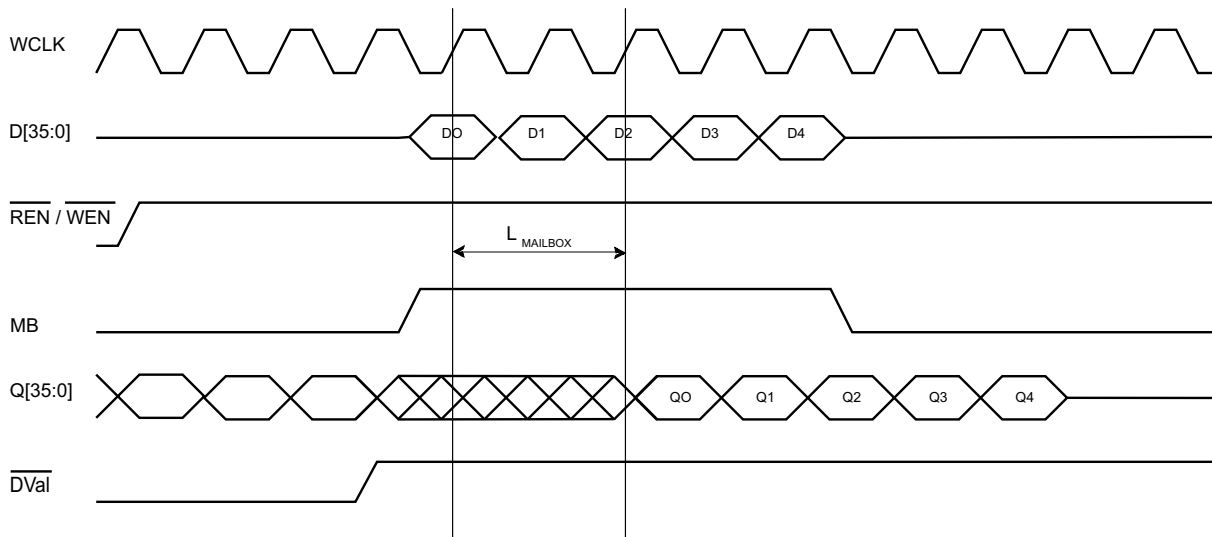 WCLK
D[35:0]
DO D1 D2 D3 D4
REN / WEN
L MAILBOX
MB
Q[35:0]
QO Q1 Q2 Q3 Q4
DVal